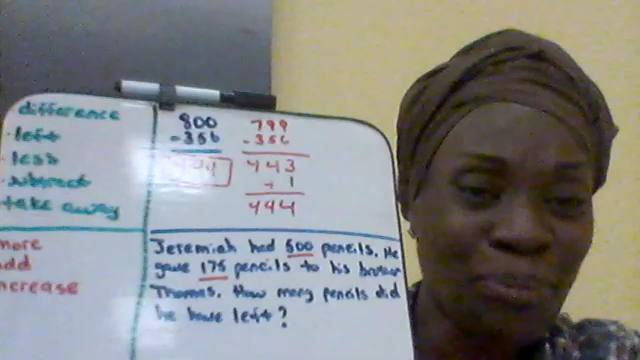 difference
left
less
subtract
take away
more
add
ncrease
800
-356
444
799
-356
443
+ 1
444
Jeremiah had 500 pencils. He
gave 175 pencils to his brother
Thomas. How many pencils did
he have left?